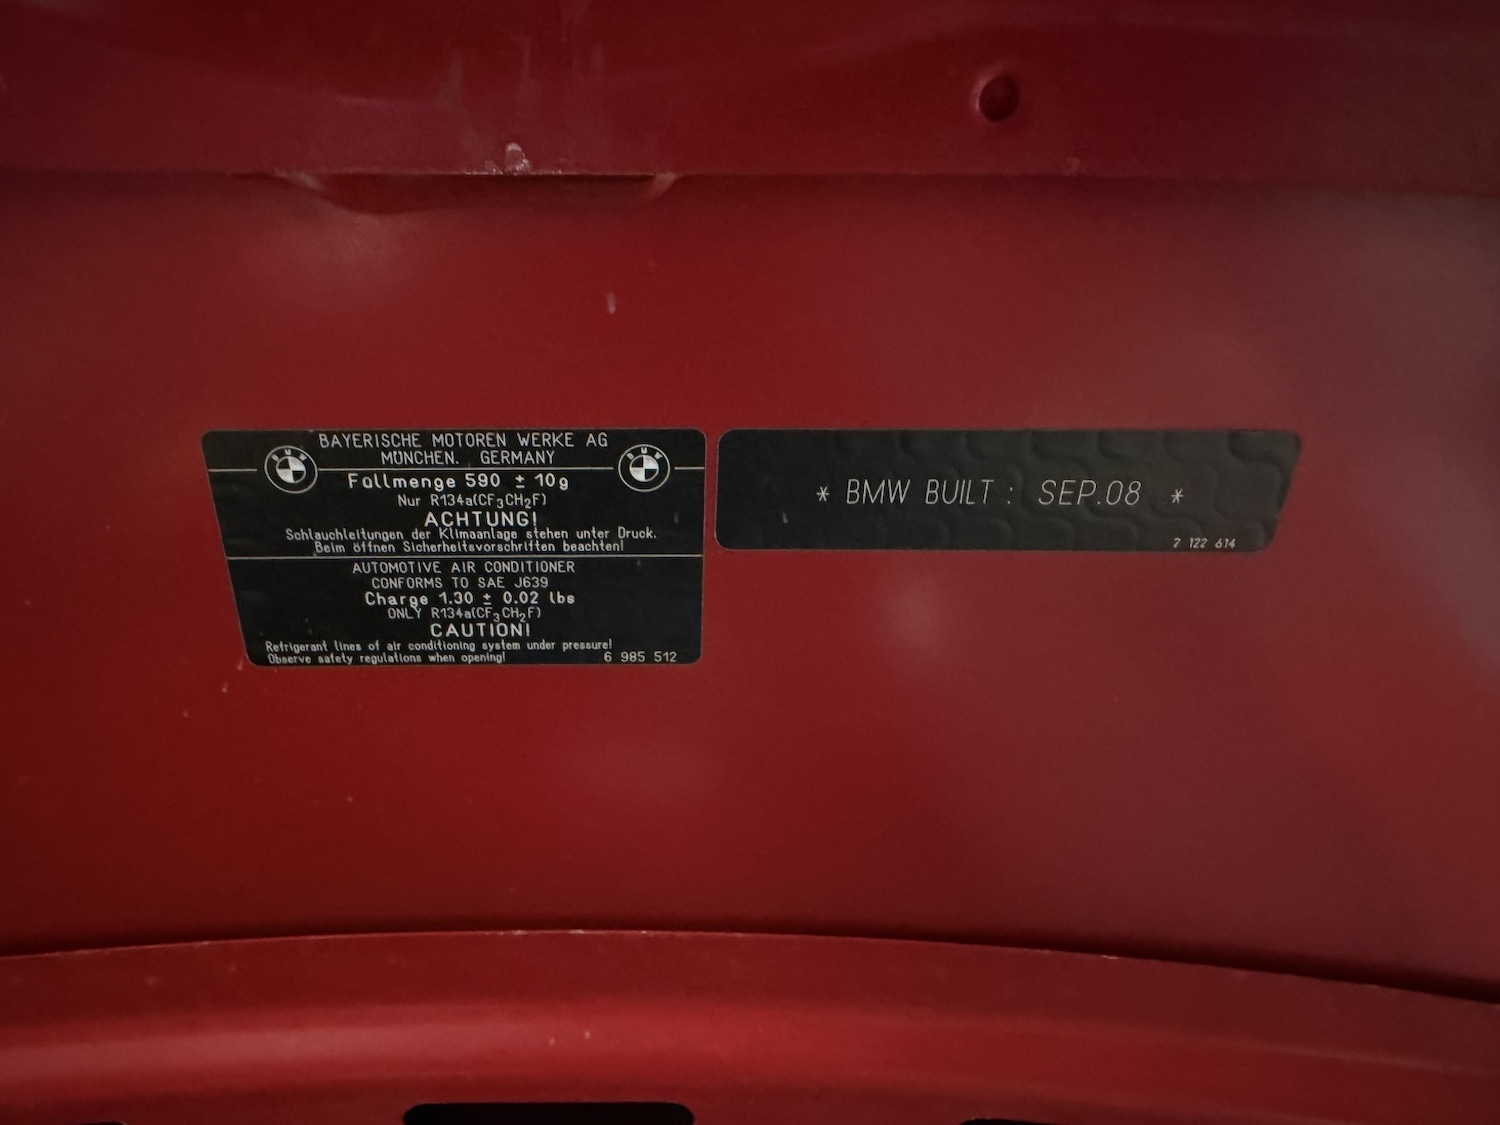 BAYERISCHE MOTOREN WERKE AG
MÜNCHEN. GERMANY
BMW
BMW
Füllmenge 590 ± 10g
Nur R134a(CF3CH2F)
ACHTUNG!
Schlauchleitungen der Klimaanlage stehen unter Druck.
Beim öffnen Sicherheitsvorschriften beachten!
AUTOMOTIVE AIR CONDITIONER
CONFORMS TO SAE J639
Charge 1.30 ± 0.02 lbs
ONLY R134a(CF3CH2F)
CAUTION!
Refrigerant lines of air conditioning system under pressure!
Observe safety regulations when opening!
6 985 512
* BMW BUILT : SEP.08 *
7 122 614